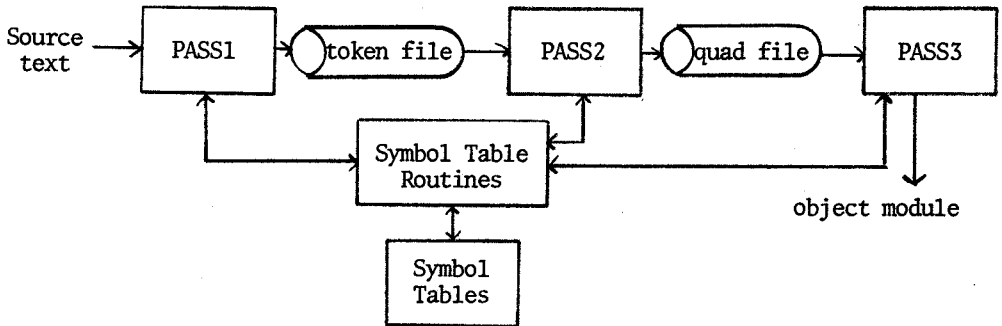 Source
text
PASS1
token file
PASS2
quad file
PASS3
Symbol Table
Routines
object module
Symbol
Tables